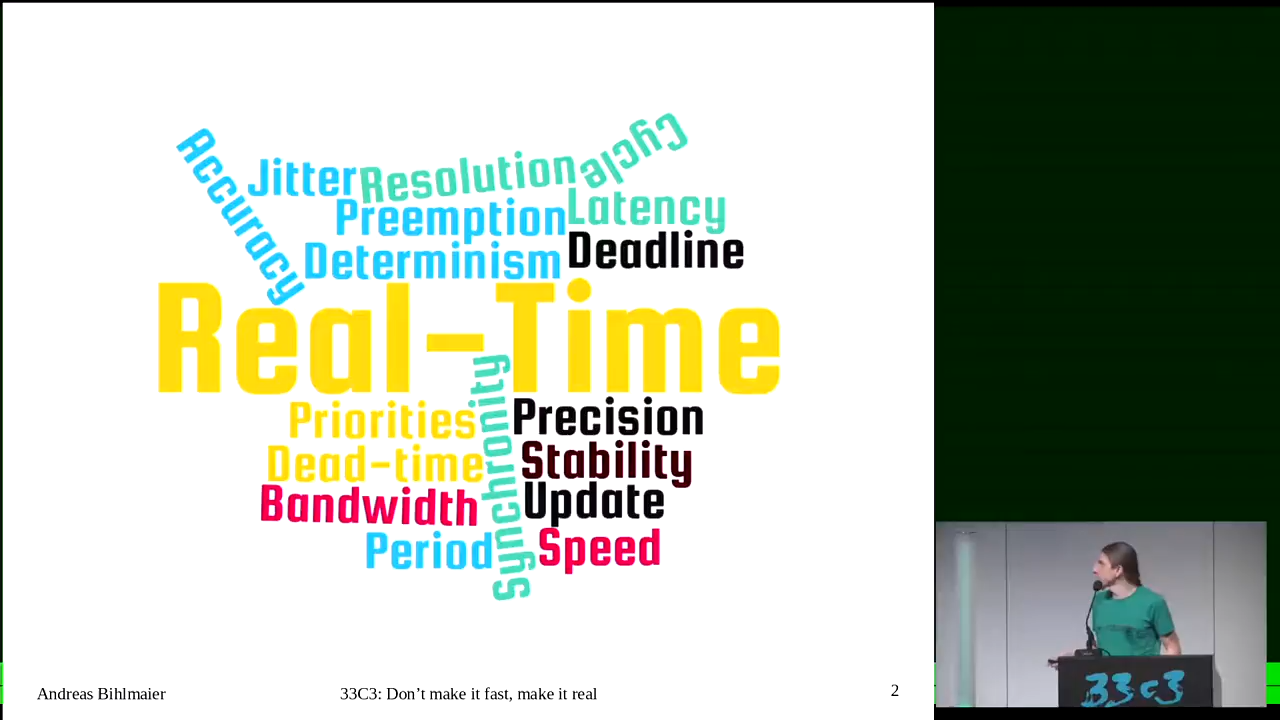 Accuracy
Jitter
Resolution
Cycle
Preemption
Latency
Determinism
Deadline
Real-Time
Synchronity
Priorities
Precision
Dead-time
Stability
Bandwidth
Update
Period
Speed
Andreas Bihlmaier
33C3: Don't make it fast, make it real
2
33c3